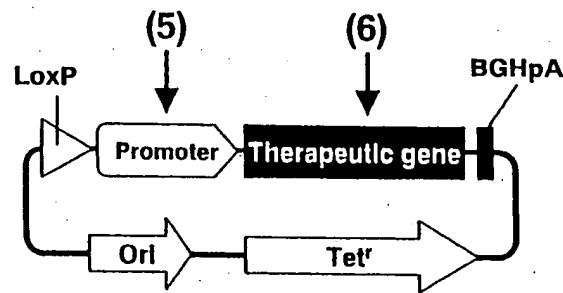 (5) (6)
LoxP BGHpA
Promoter Therapeutic gene
Ori Tetʳ